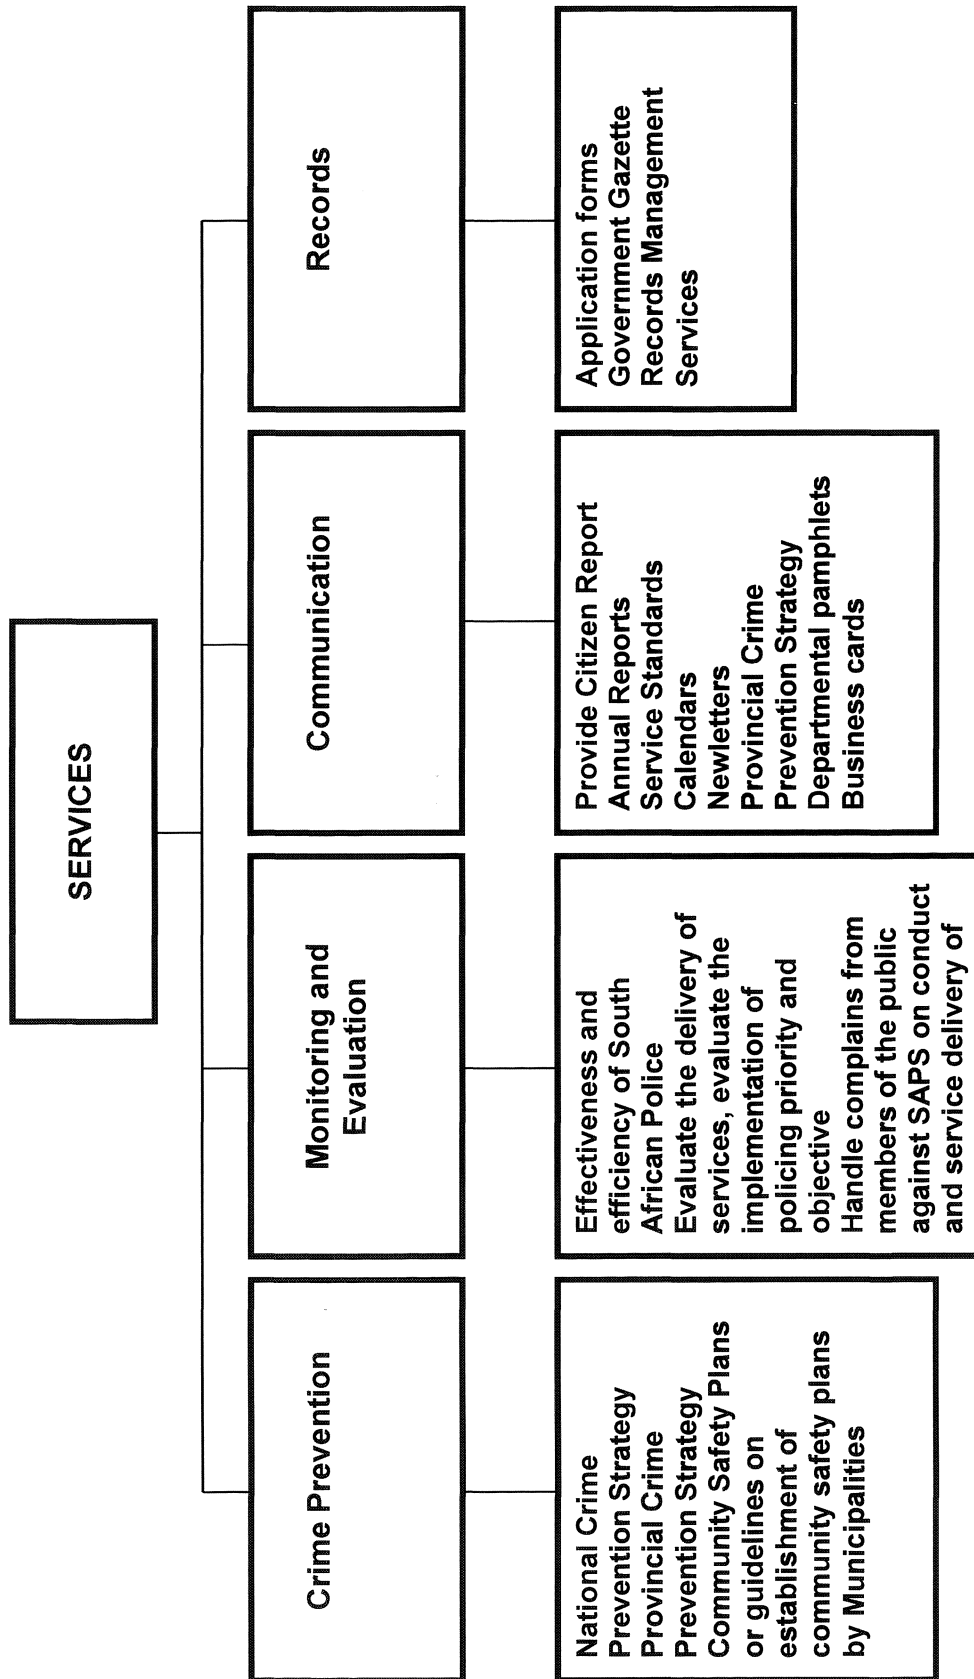 SERVICES
Crime Prevention
National Crime
Prevention Strategy
Provincial Crime
Prevention Strategy
Community Safety Plans
or guidelines on
establishment of
community safety plans
by Municipalities
Monitoring and
Evaluation
Effectiveness and
efficiency of South
African Police
Evaluate the delivery of
services, evaluate the
implementation of
policing priority and
objective
Handle complains from
members of the public
against SAPS on conduct
and service delivery of
Communication
Provide Citizen Report
Annual Reports
Service Standards
Calendars
Newletters
Provincial Crime
Prevention Strategy
Departmental pamphlets
Business cards
Records
Application forms
Government Gazette
Records Management
Services